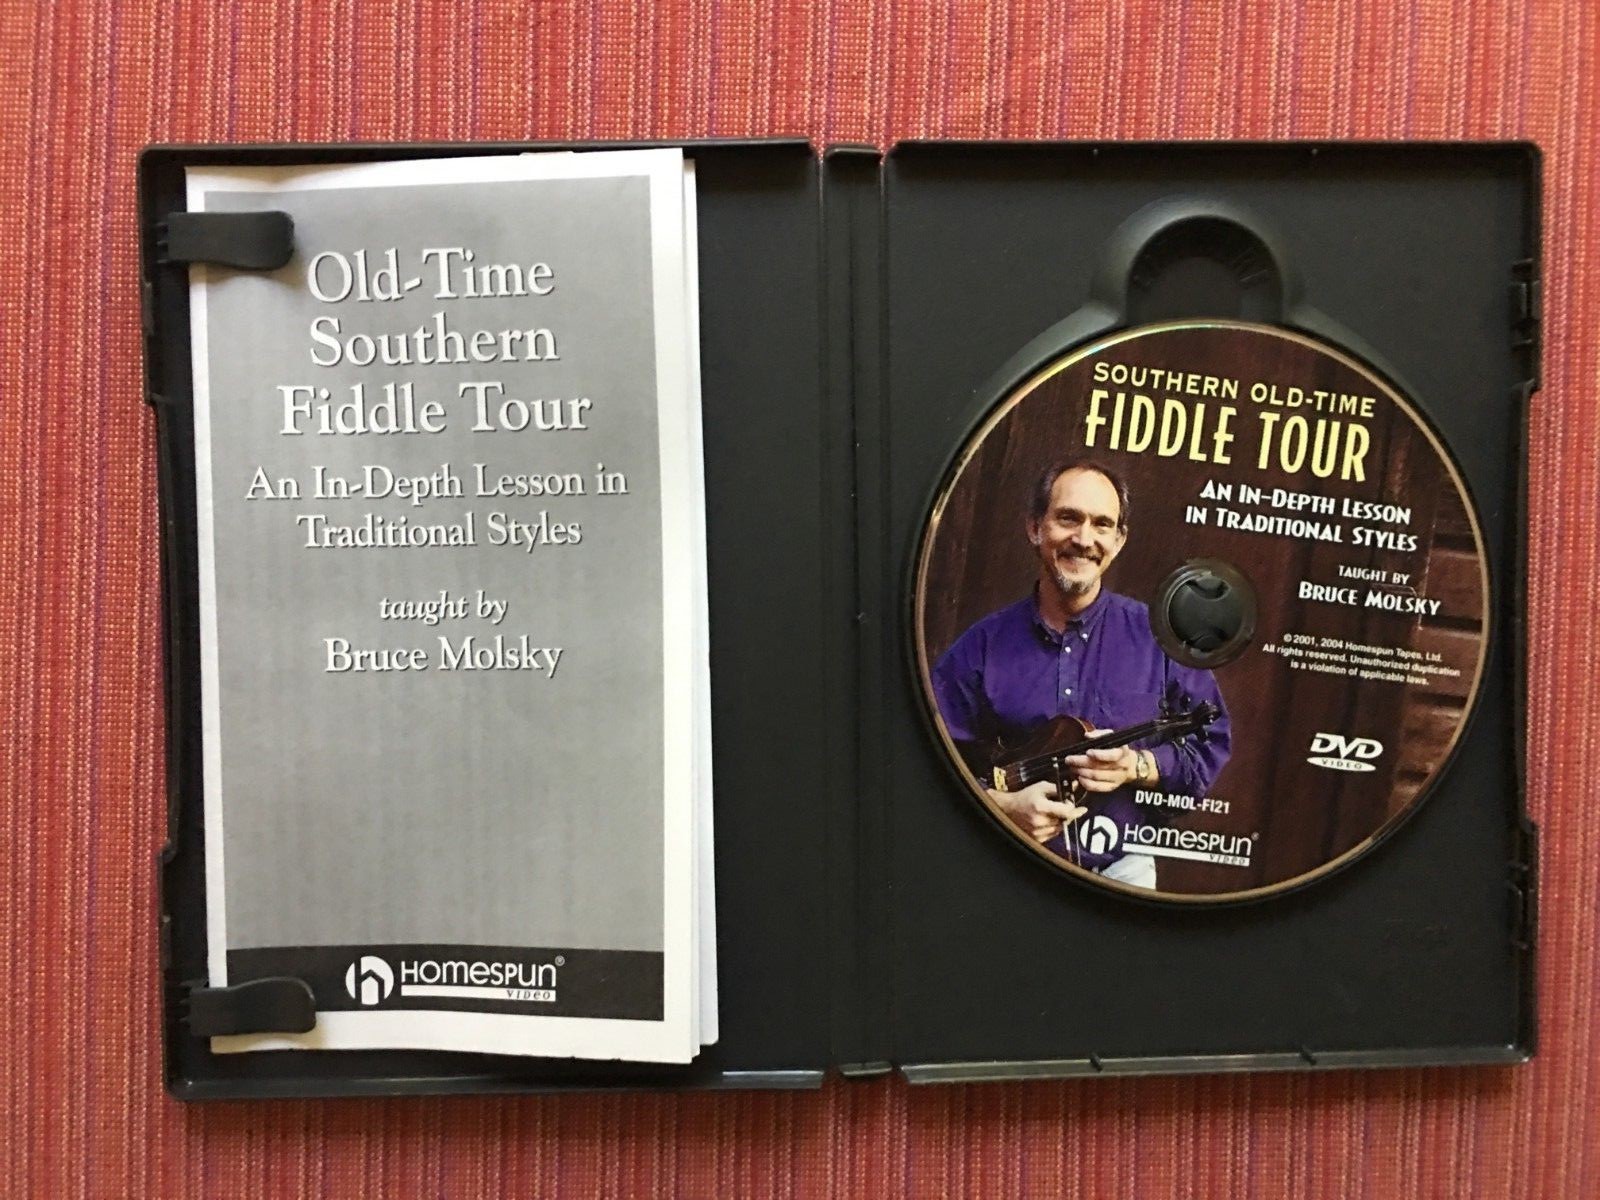 Old-Time
Southern
Fiddle Tour
An In-Depth Lesson in
Traditional Styles
taught by
Bruce Molsky
HOMESPUN®
VIDEO
SOUTHERN OLD-TIME
FIDDLE TOUR
AN IN-DEPTH LESSON
IN TRADITIONAL STYLES
TAUGHT BY
BRUCE MOLSKY
© 2001, 2004 Homespun Tapes, Ltd.
All rights reserved. Unauthorized duplication
is a violation of applicable laws.
DVD
VIDEO
DVD-MOL-FI21
HOMESPUN®
VIDEO